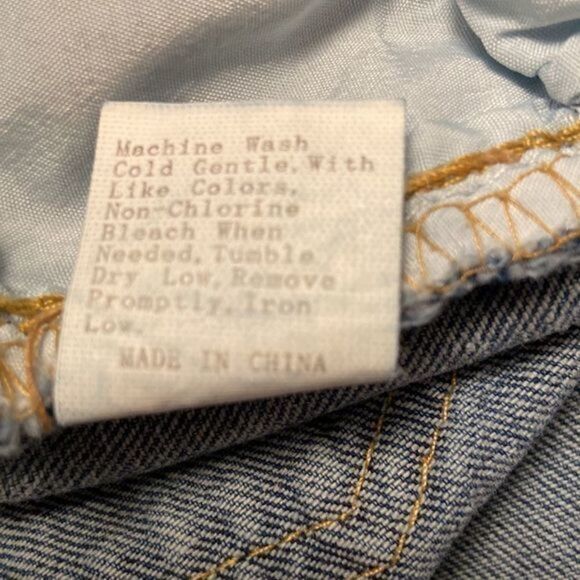 Machine Wash
Cold Gentle, With
Like Colors,
Non-Chlorine
Bleach When
Needed, Tumble
Dry Low, Remove
Promptly, Iron
Low.
MADE IN CHINA